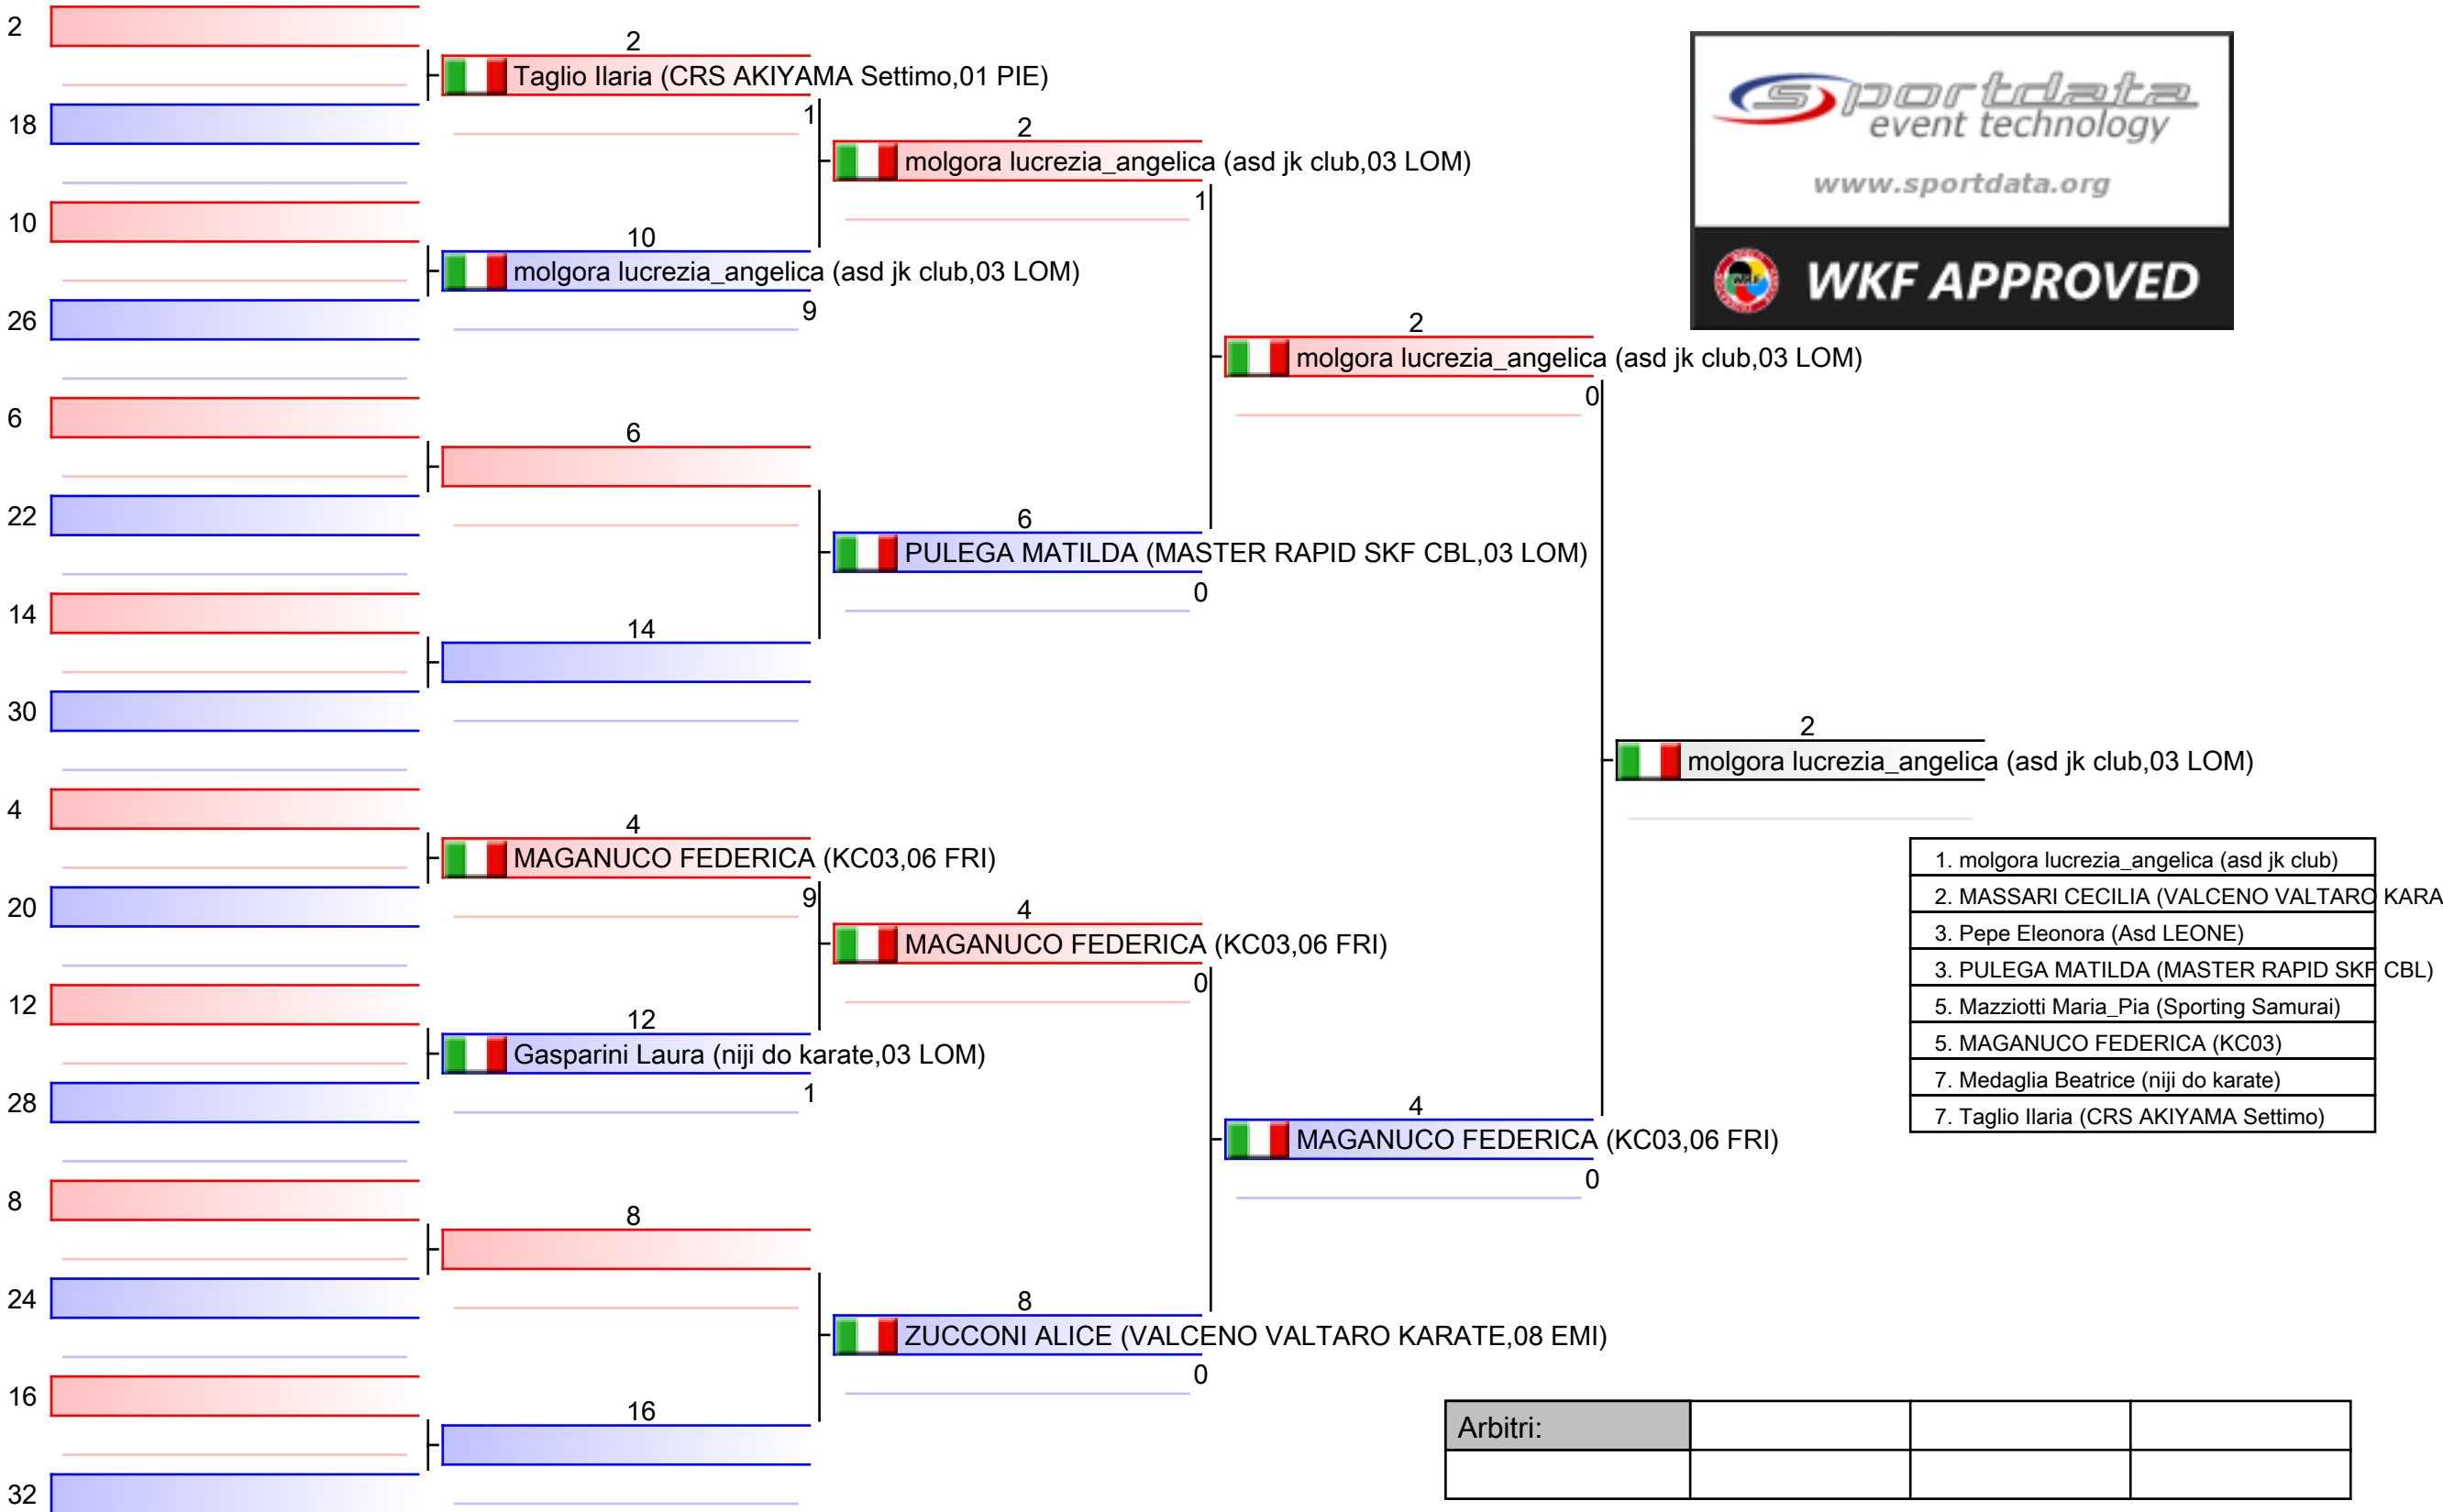 2
18
10
26
6
22
14
30
4
20
12
28
8
24
16
32
2
Taglio Ilaria (CRS AKIYAMA Settimo,01 PIE)
1
10
molgora lucrezia_angelica (asd jk club,03 LOM)
9
6
14
4
MAGANUCO FEDERICA (KC03,06 FRI)
9
12
Gasparini Laura (niji do karate,03 LOM)
1
8
16
2
molgora lucrezia_angelica (asd jk club,03 LOM)
1
6
PULEGA MATILDA (MASTER RAPID SKF CBL,03 LOM)
0
4
MAGANUCO FEDERICA (KC03,06 FRI)
0
8
ZUCCONI ALICE (VALCENO VALTARO KARATE,08 EMI)
0
2
molgora lucrezia_angelica (asd jk club,03 LOM)
0
4
MAGANUCO FEDERICA (KC03,06 FRI)
0
2
molgora lucrezia_angelica (asd jk club,03 LOM)
sportdata
event technology
www.sportdata.org
WKF
WKF APPROVED
1. molgora lucrezia_angelica (asd jk club)
2. MASSARI CECILIA (VALCENO VALTARO KARA
3. Pepe Eleonora (Asd LEONE)
3. PULEGA MATILDA (MASTER RAPID SKF CBL)
5. Mazziotti Maria_Pia (Sporting Samurai)
5. MAGANUCO FEDERICA (KC03)
7. Medaglia Beatrice (niji do karate)
7. Taglio Ilaria (CRS AKIYAMA Settimo)
Arbitri: